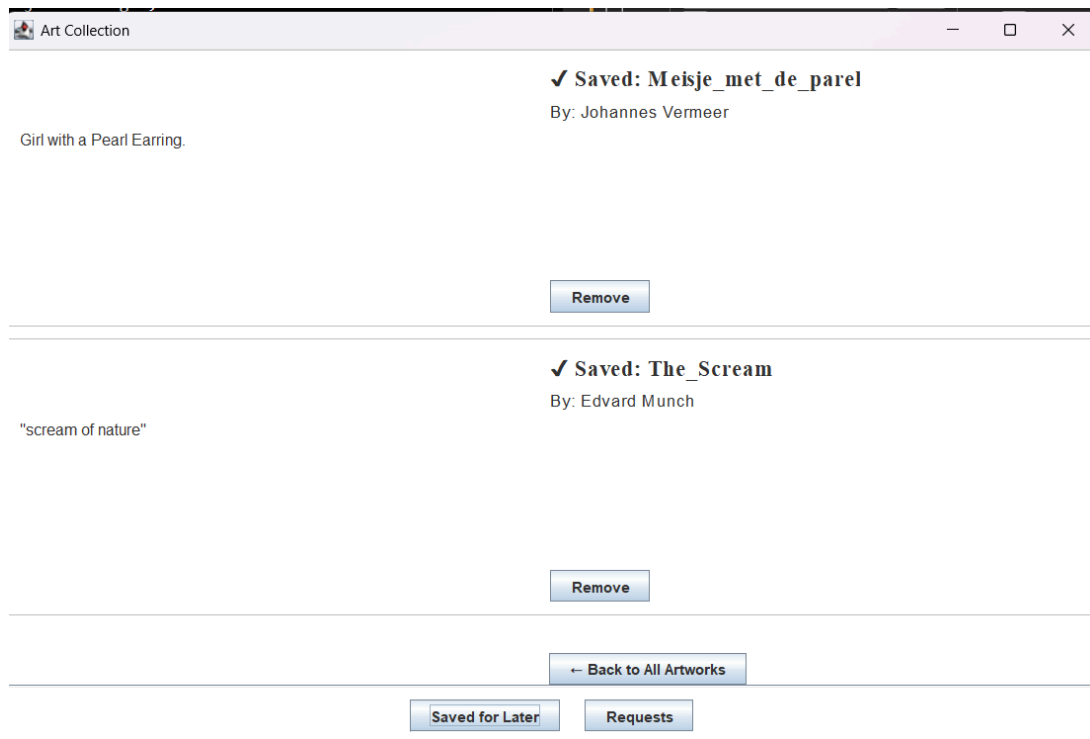 Art Collection
✓ Saved: Meisje_met_de_parel
By: Johannes Vermeer
Girl with a Pearl Earring.
Remove
✓ Saved: The_Scream
By: Edvard Munch
"scream of nature"
Remove
← Back to All Artworks
Saved for Later
Requests